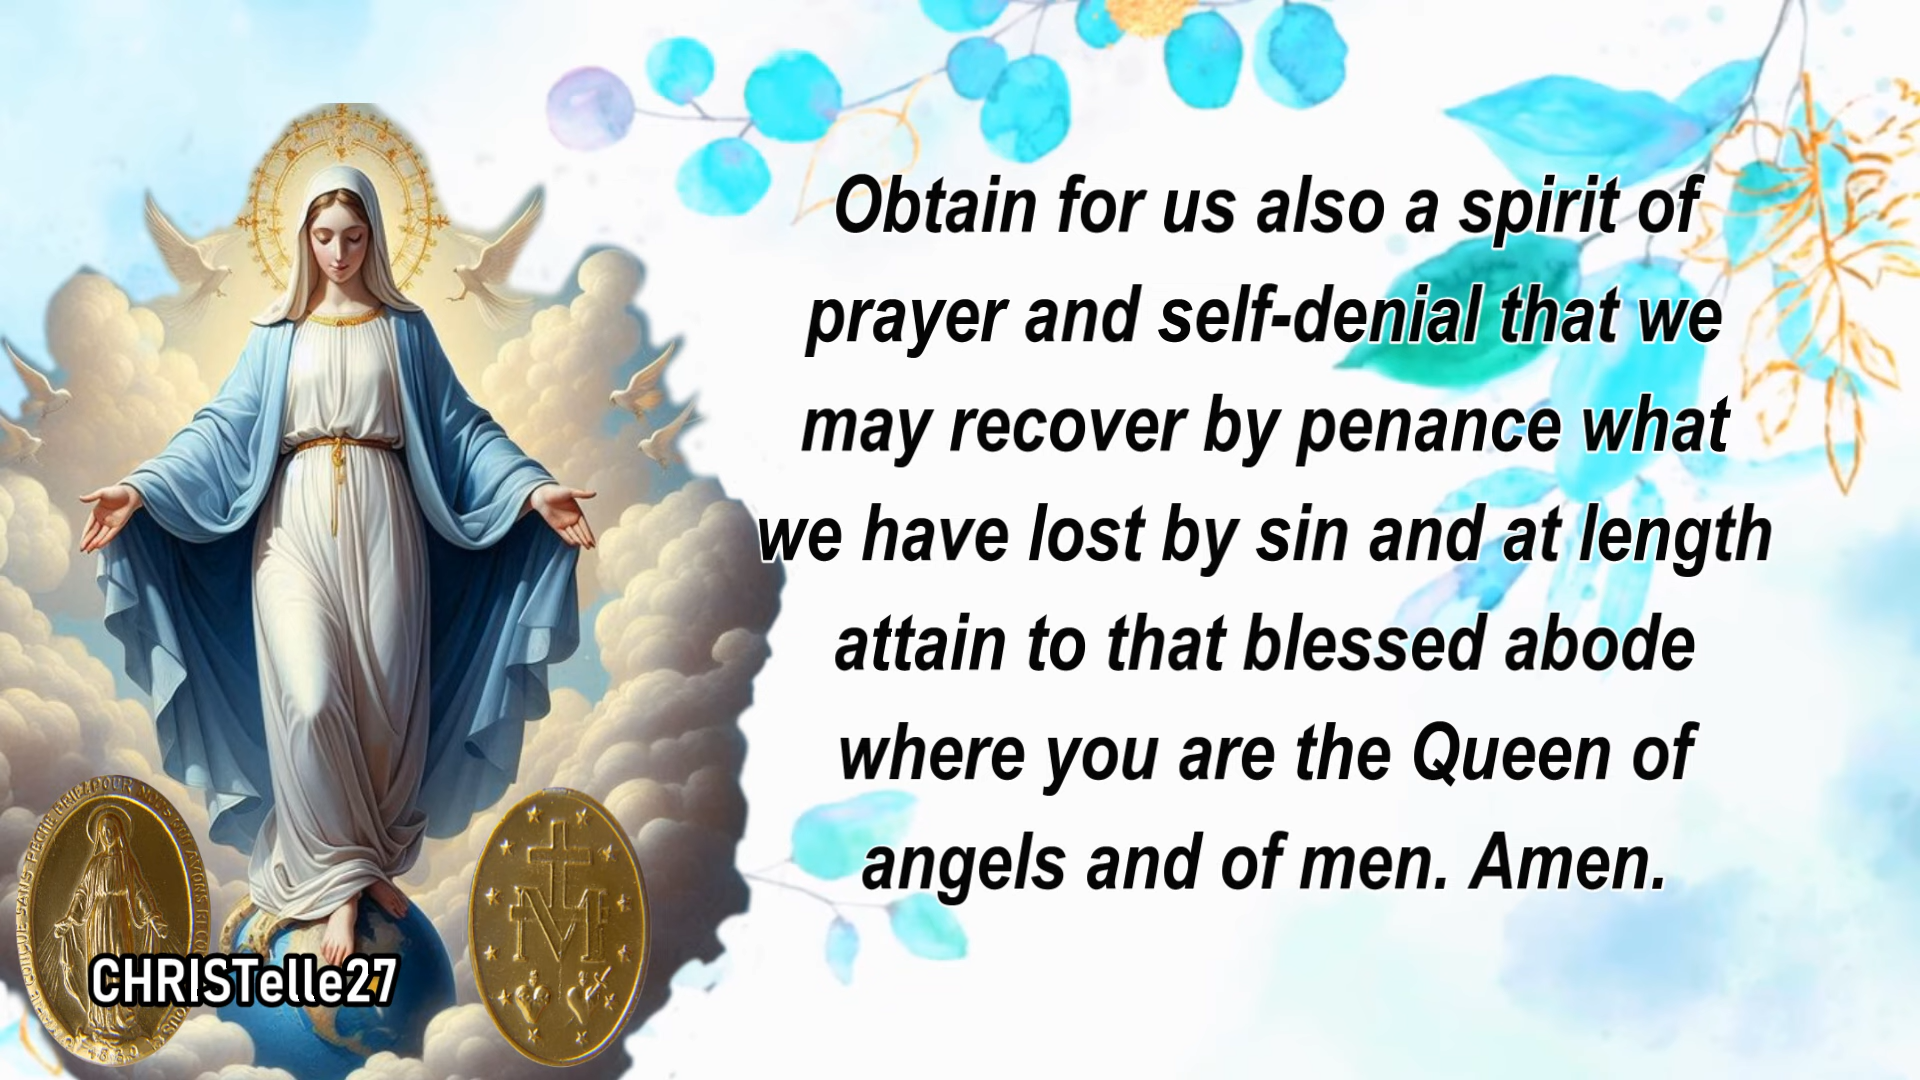 Obtain for us also a spirit of
prayer and self-denial that we
may recover by penance what
we have lost by sin and at length
attain to that blessed abode
where you are the Queen of
angels and of men. Amen.
CHRISTelle27
M
1830